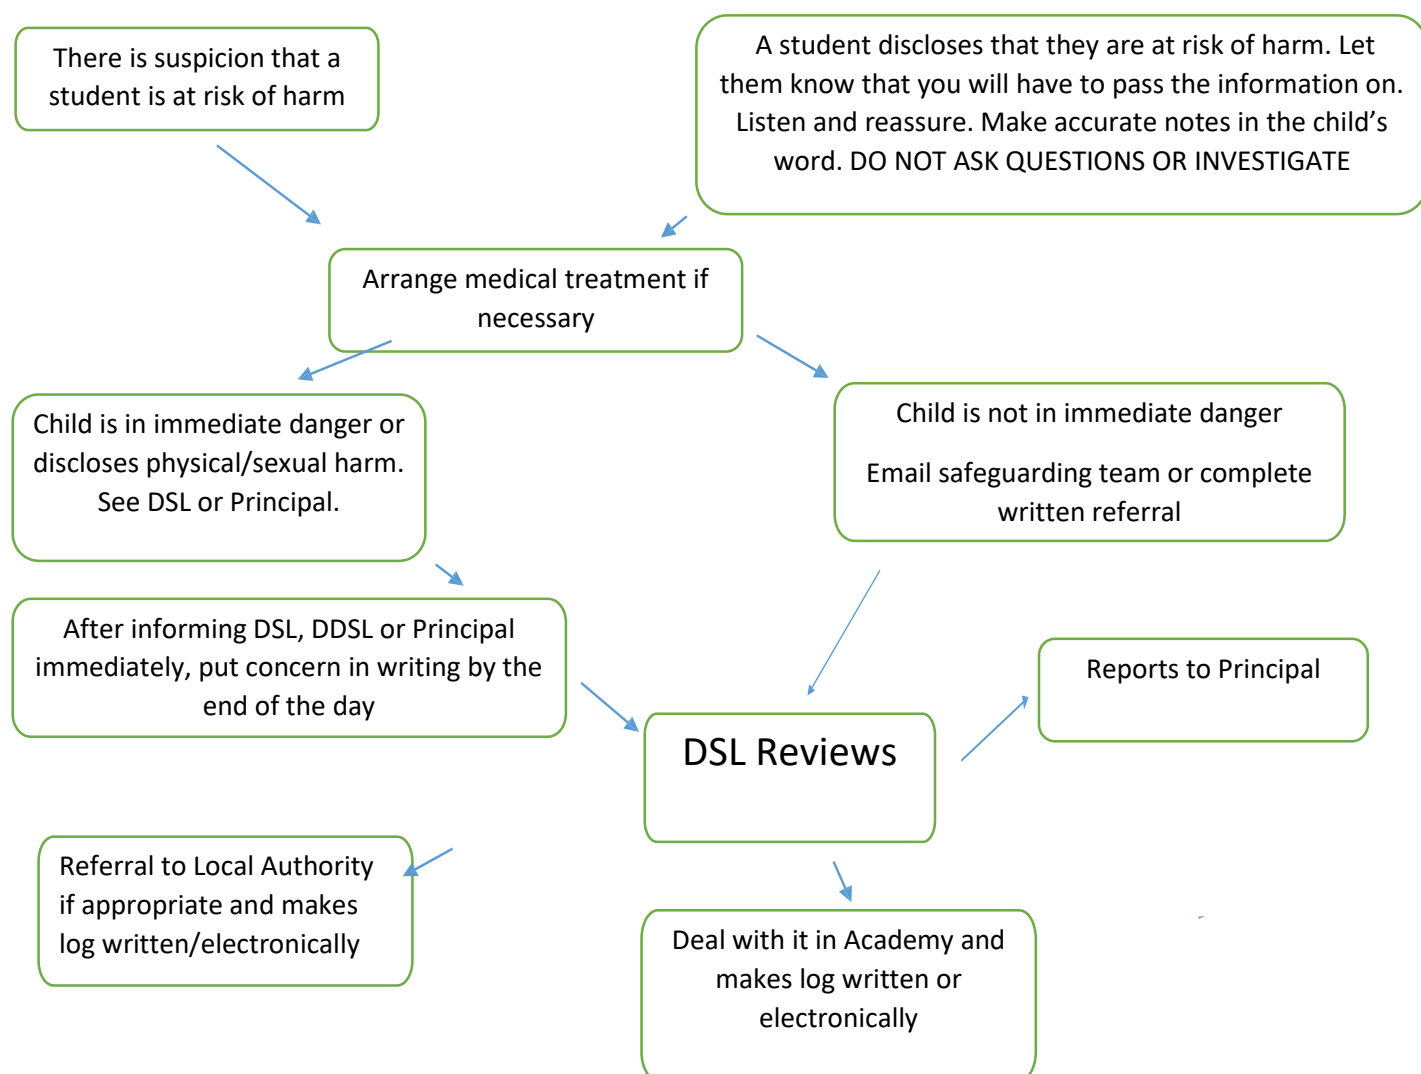 There is suspicion that a
student is at risk of harm
A student discloses that they are at risk of harm. Let
them know that you will have to pass the information on.
Listen and reassure. Make accurate notes in the child’s
word. DO NOT ASK QUESTIONS OR INVESTIGATE
Arrange medical treatment if
necessary
Child is in immediate danger or
discloses physical/sexual harm.
See DSL or Principal.
Child is not in immediate danger
Email safeguarding team or complete
written referral
After informing DSL, DDSL or Principal
immediately, put concern in writing by the
end of the day
Reports to Principal
DSL Reviews
Referral to Local Authority
if appropriate and makes
log written/electronically
Deal with it in Academy and
makes log written or
electronically